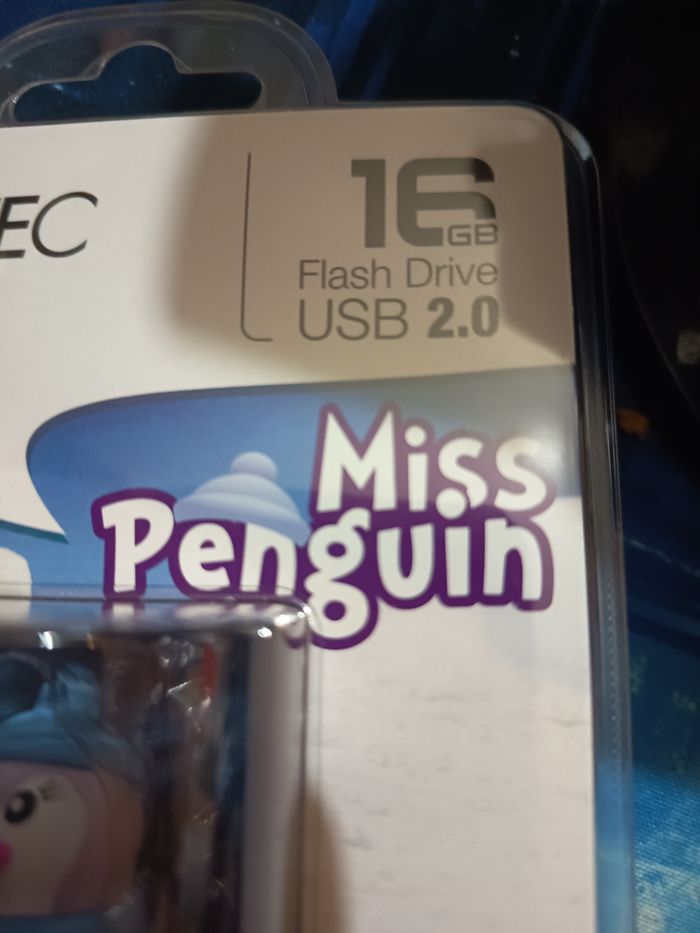 EC
16GB
Flash Drive
USB 2.0
Miss
Penguin